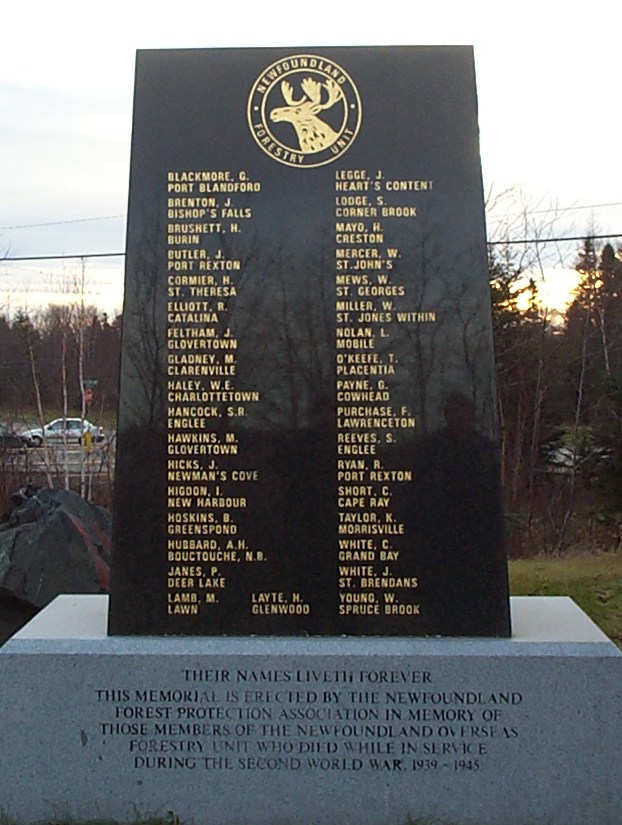 NEWFOUNDLAND
FORESTRY UNIT
BLACKMORE, G.
PORT BLANDFORD
BRENTON, J.
BISHOP'S FALLS
BRUSHETT, H.
BURIN
BUTLER, J.
PORT REXTON
CORMIER, H.
ST. THERESA
ELLIOTT, R.
CATALINA
FELTHAM, J.
GLOVERTOWN
GLADNEY, M.
CLARENVILLE
HALEY, W.E.
CHARLOTTETOWN
HANCOCK, S.R.
ENGLEE
HAWKINS, M.
GLOVERTOWN
HICKS, J.
NEWMAN'S COVE
HIGDON, I.
NEW HARBOUR
HOSKINS, B.
GREENSPOND
HUBBARD, A.H.
BOUCTOUCHE, N.B.
JANES, P.
DEER LAKE
LAMB, M.
LAWN
LAYTE, H.
GLENWOOD
LEGGE, J.
HEART'S CONTENT
LODGE, S.
CORNER BROOK
MAYO, H.
CRESTON
MERCER, W.
ST. JOHN'S
MEWS, W.
ST. GEORGES
MILLER, W.
ST. JONES WITHIN
NOLAN, L.
MOBILE
O'KEEFE, T.
PLACENTIA
PAYNE, G.
COWHEAD
PURCHASE, F.
LAWRENCETON
REEVES, S.
ENGLEE
RYAN, R.
PORT REXTON
SHORT, C.
CAPE RAY
TAYLOR, K.
MORRISVILLE
WHITE, C.
GRAND BAY
WHITE, J.
ST. BRENDANS
YOUNG, W.
SPRUCE BROOK
THEIR NAMES LIVETH FOREVER
THIS MEMORIAL IS ERECTED BY THE NEWFOUNDLAND
FOREST PROTECTION ASSOCIATION IN MEMORY OF
THOSE MEMBERS OF THE NEWFOUNDLAND OVERSEAS
FORESTRY UNIT WHO DIED WHILE IN SERVICE
DURING THE SECOND WORLD WAR, 1939 - 1945.